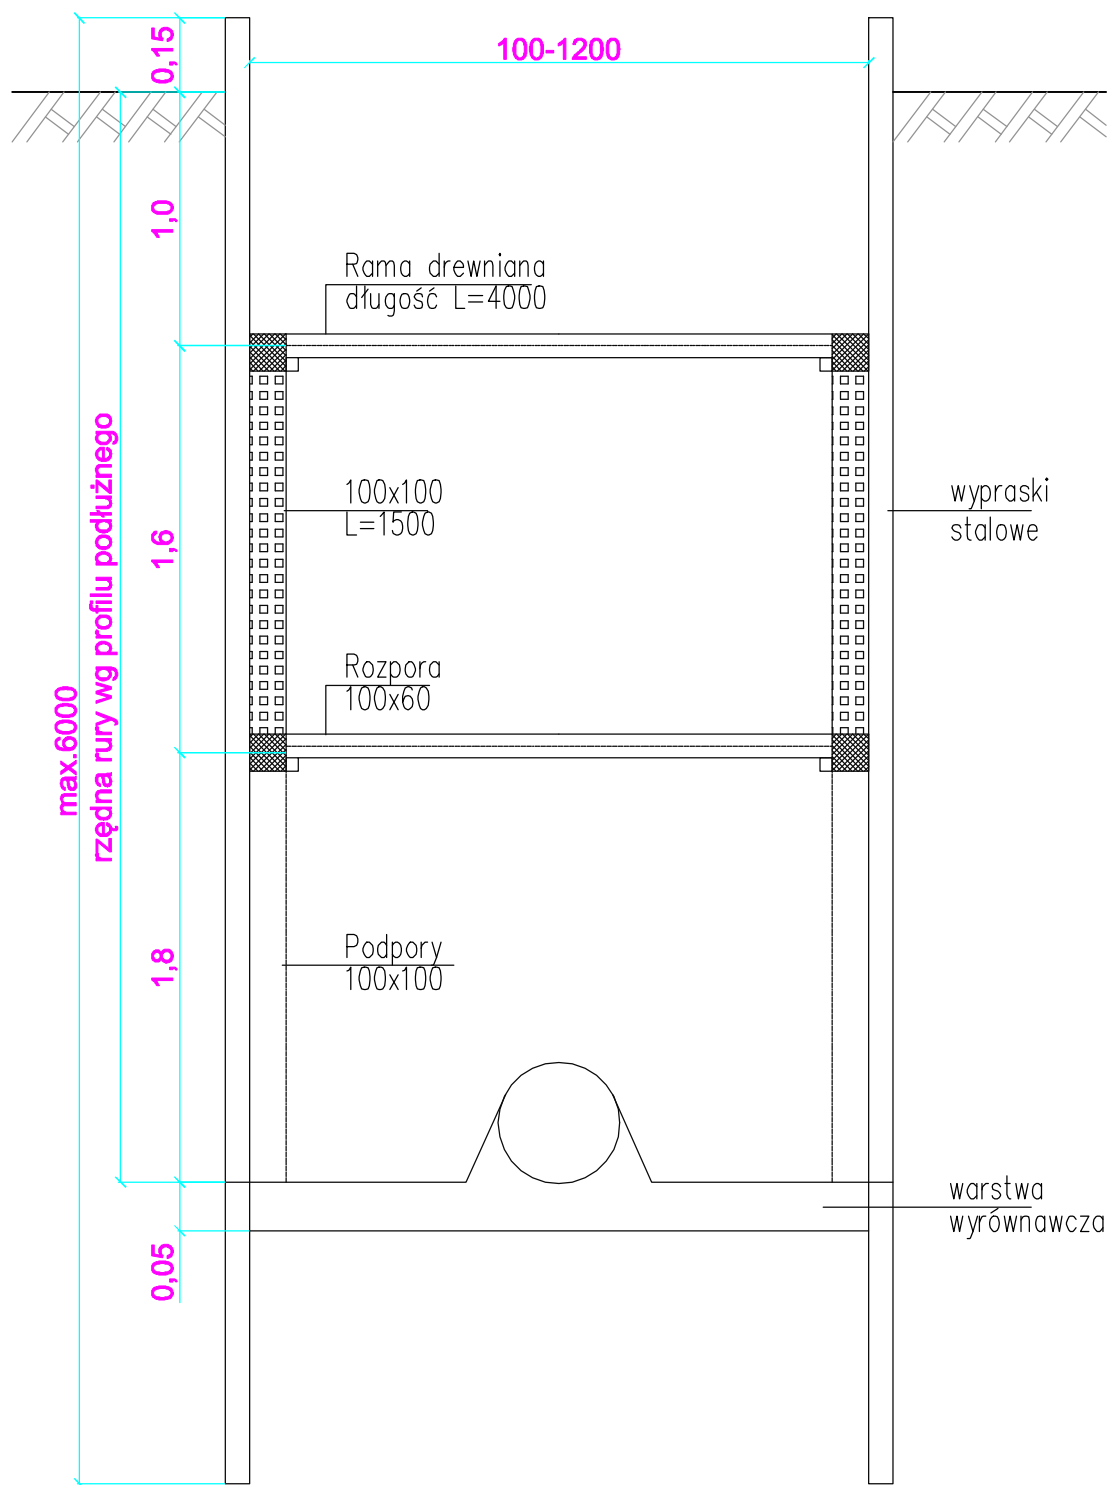 0,15
100-1200
1,0
Rama drewniana
długość L=4000
1,6
100x100
L=1500
wypraski
stalowe
rzędna rury wg profilu podłużnego
max.6000
Rozpora
100x60
1,8
Podpory
100x100
warstwa
wyrównawcza
0,05